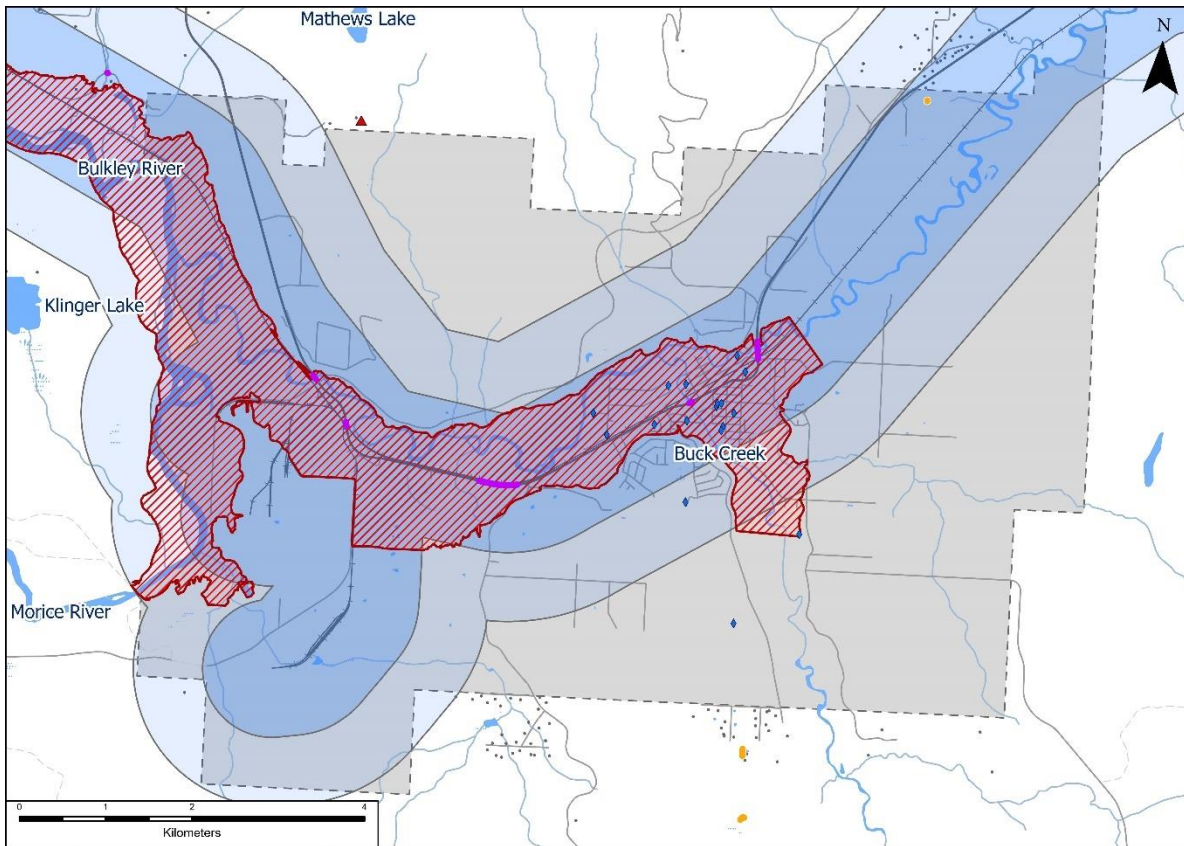 Mathews Lake
N
Bulkley River
Klinger Lake
Buck Creek
Morice River
0 1 2 4
Kilometers